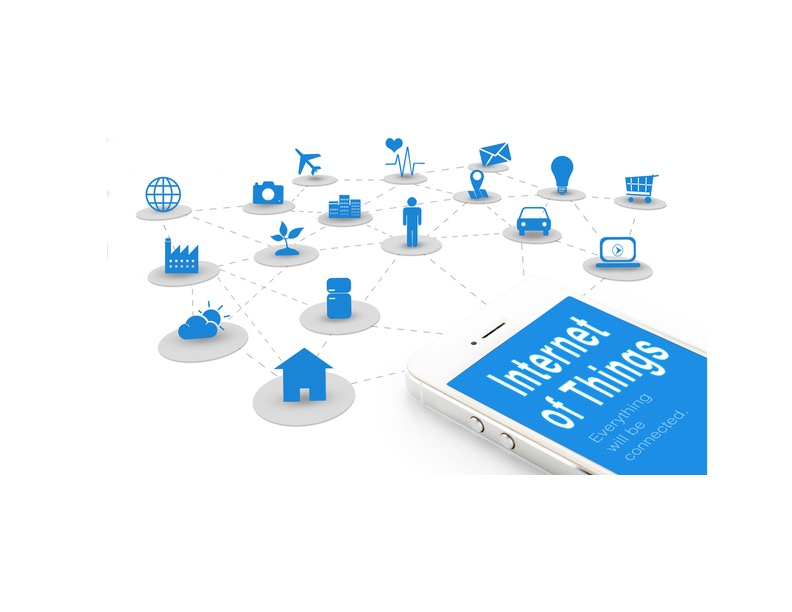 Internet
of Things
Everything
will be
connected.